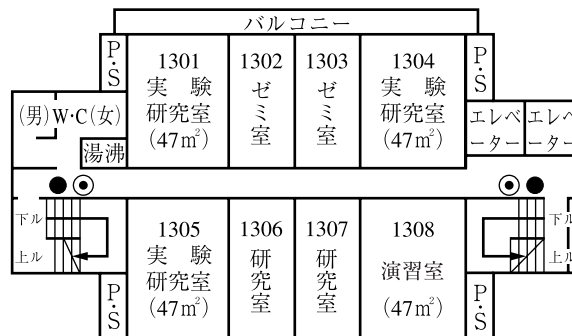 バルコニー
P・S
1301
実験
研究室
(47m²)
1302
ゼミ室
1303
ゼミ室
1304
実験
研究室
(47m²)
P・S
(男)W・C(女)
湯沸
エレベーター
エレベーター
下ル
上ル
1305
実験
研究室
(47m²)
1306
研究室
1307
研究室
1308
演習室
(47m²)
下ル
上ル
P・S
P・S